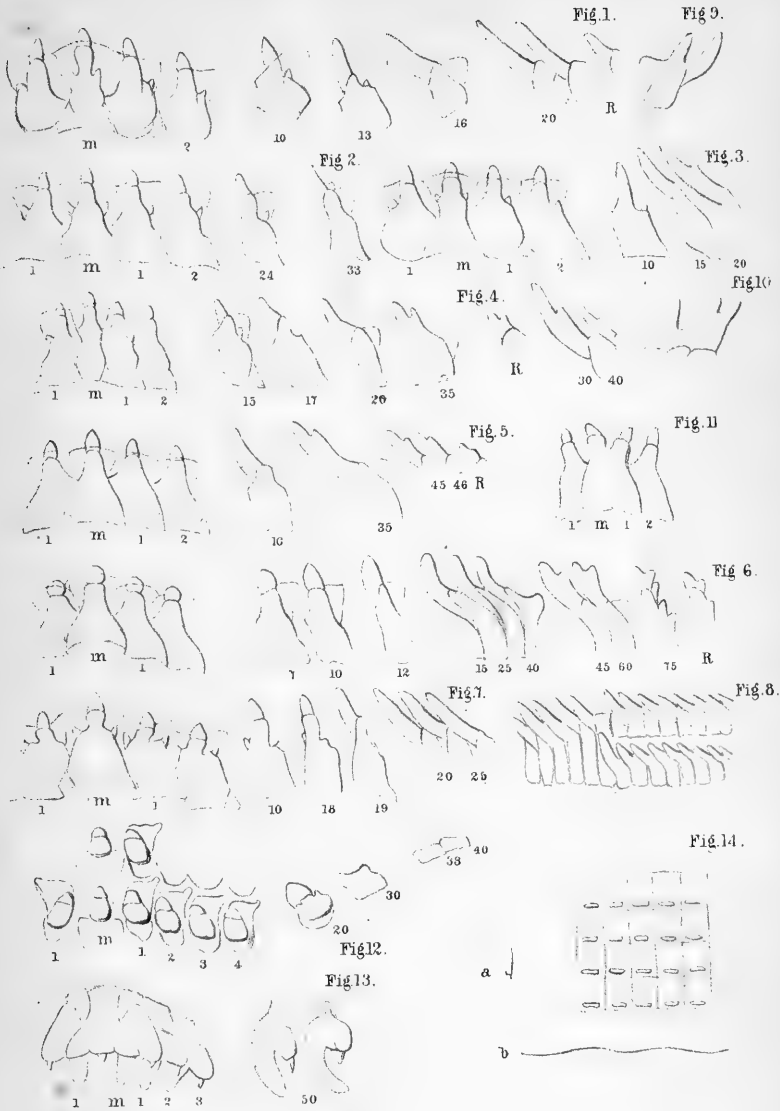 Fig.1. Fig 9.
m 2 10 13 16 20 R
Fig 2. Fig.3.
1 m 1 2 24 33 1 m 1 2 10 15 20
Fig.4. Fig.10
1 m 1 2 15 17 20 35 R 30 40
Fig.5. Fig.11
1 m 1 2 16 35 45 46 R 1 m 1 2
Fig 6.
1 m 1 7 10 12 15 25 40 45 60 75 R
Fig.7. Fig.8.
1 m 1 10 18 19 20 25
38 40 Fig.14.
30
20
1 m 1 2 3 4
Fig12.
a
Fig.13.
b
1 m 1 2 3 50